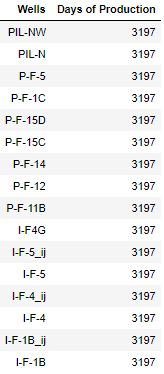 Wells Days of Production
PIL-NW 3197
PIL-N 3197
P-F-5 3197
P-F-1C 3197
P-F-15D 3197
P-F-15C 3197
P-F-14 3197
P-F-12 3197
P-F-11B 3197
I-F4G 3197
I-F-5_ij 3197
I-F-5 3197
I-F-4_ij 3197
I-F-4 3197
I-F-1B_ij 3197
I-F-1B 3197